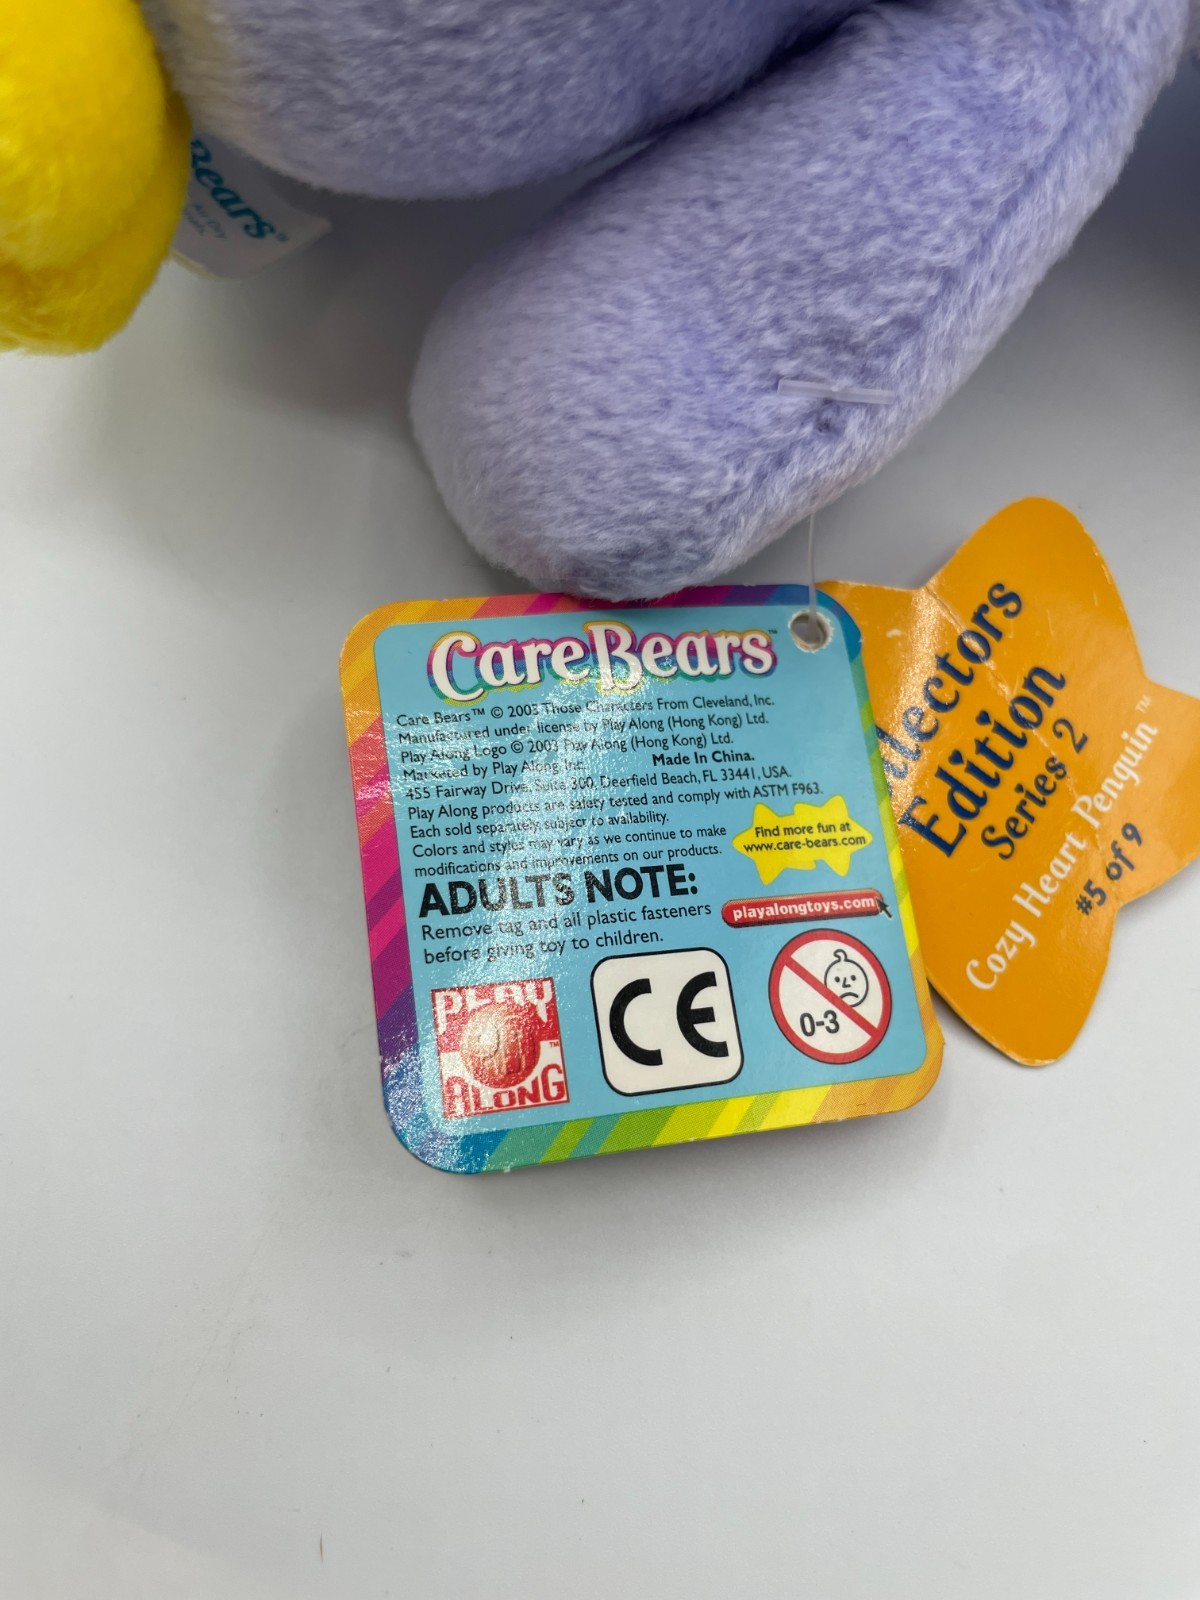 Bears®
Care Bears™
Care Bears™ © 2003 Those Characters From Cleveland, Inc.
Manufactured under license by Play Along (Hong Kong) Ltd.
Play Along Logo © 2003 Play Along (Hong Kong) Ltd.
Marketed by Play Along, Inc. Made In China.
455 Fairway Drive, Suite 300, Deerfield Beach, FL 33441, USA.
Play Along products are safety tested and comply with ASTM F963.
Each sold separately, subject to availability.
Colors and styles may vary as we continue to make
modifications and improvements on our products.
Find more fun at
www.care-bears.com
ADULTS NOTE:
Remove tag and all plastic fasteners
before giving toy to children.
playalongtoys.com
PLAY
ALONG™
CE
0-3
Edition
Series 2
Cozy Heart Penguin™
#5 of 9